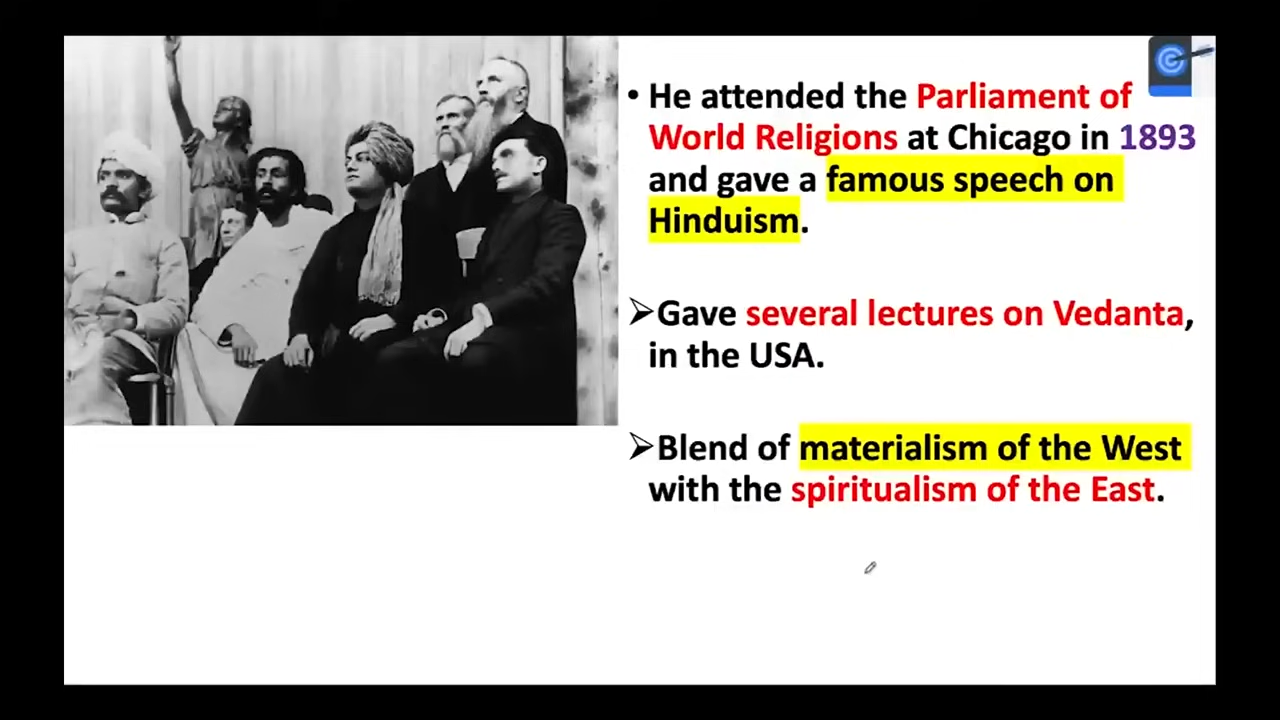 • He attended the Parliament of
World Religions at Chicago in 1893
and gave a famous speech on
Hinduism.
➢Gave several lectures on Vedanta,
in the USA.
➢Blend of materialism of the West
with the spiritualism of the East.